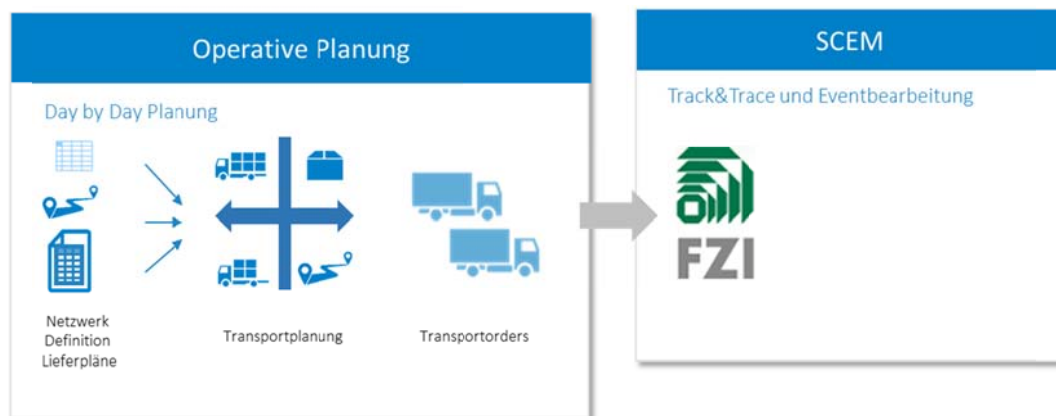 Operative Planung
Day by Day Planung
Netzwerk
Definition
Lieferpläne
Transportplanung
Transportorders
SCEM
Track&Trace und Eventbearbeitung
FZI